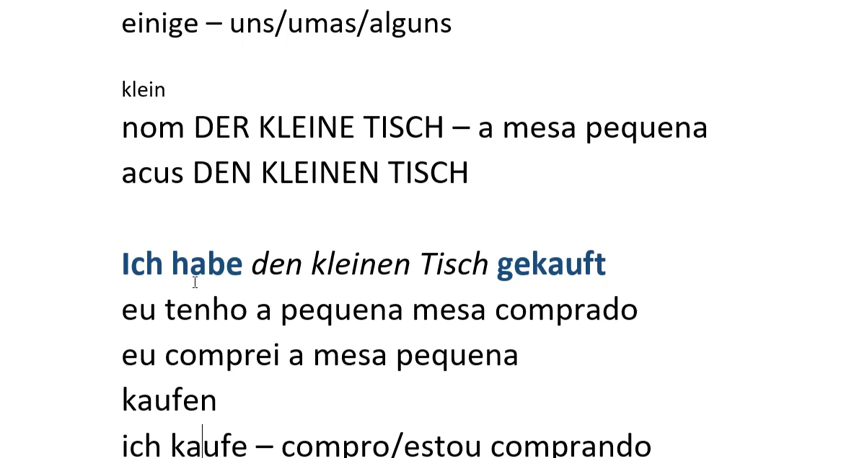 einige – uns/umas/alguns
klein
nom DER KLEINE TISCH – a mesa pequena
acus DEN KLEINEN TISCH
Ich habe den kleinen Tisch gekauft
eu tenho a pequena mesa comprado
eu comprei a mesa pequena
kaufen
ich kaufe – compro/estou comprando